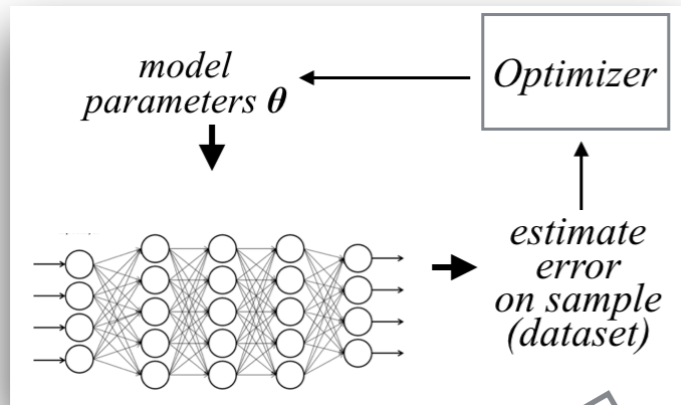 model
parameters θ
Optimizer
estimate
error
on sample
(dataset)